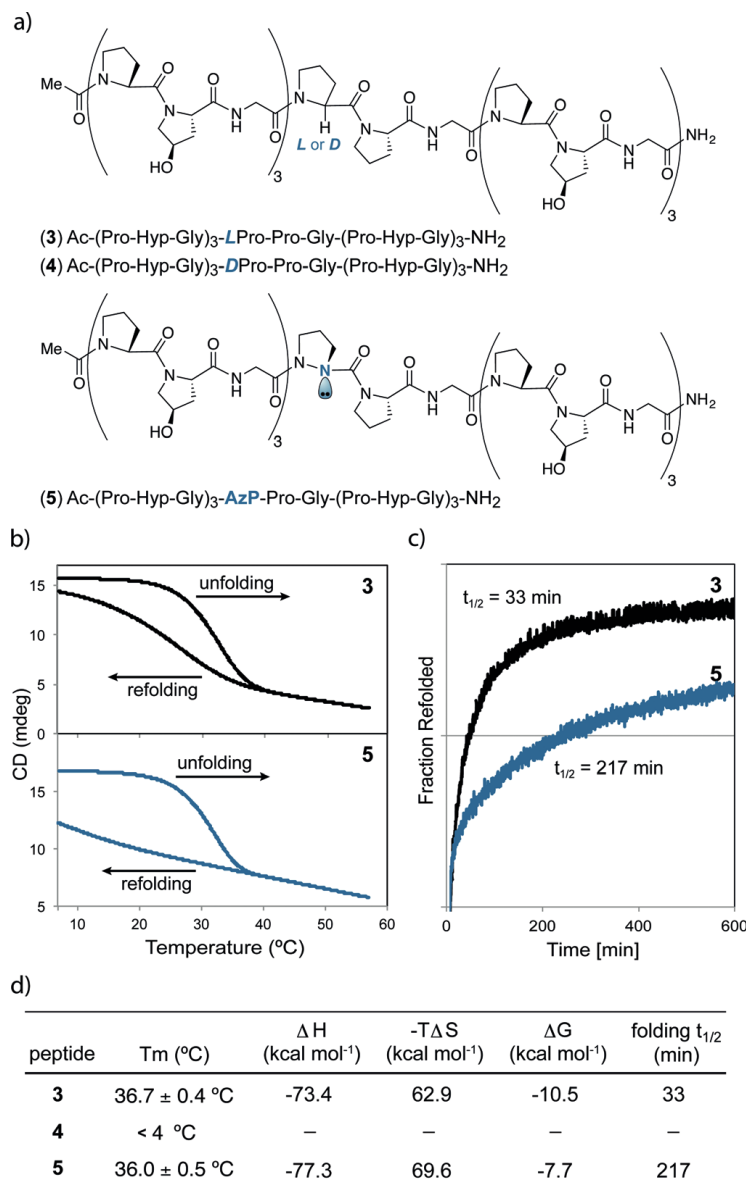 a)
Me
O
N
O
N
HO
O
N
H
O
3
N
H
L or D
O
N
O
N
H
O
N
O
N
HO
O
N
H
O
NH2
3
(3) Ac-(Pro-Hyp-Gly)3-LPro-Pro-Gly-(Pro-Hyp-Gly)3-NH2
(4) Ac-(Pro-Hyp-Gly)3-DPro-Pro-Gly-(Pro-Hyp-Gly)3-NH2
Me
O
N
O
N
HO
O
N
H
O
3
N
N
O
N
O
N
H
O
N
O
N
HO
O
N
H
O
NH2
3
(5) Ac-(Pro-Hyp-Gly)3-AzP-Pro-Gly-(Pro-Hyp-Gly)3-NH2
b)
CD (mdeg)
15
10
5
0
unfolding
refolding
3
15
10
5
unfolding
refolding
5
10 20 30 40 50 60
Temperature (ºC)
c)
Fraction Refolded
t1/2 = 33 min
3
5
t1/2 = 217 min
0 200 400 600
Time [min]
d)
peptide Tm (ºC) ΔH (kcal mol-1) -TΔS (kcal mol-1) ΔG (kcal mol-1) folding t1/2 (min)
3 36.7 ± 0.4 ºC -73.4 62.9 -10.5 33
4 < 4 ºC – – – –
5 36.0 ± 0.5 ºC -77.3 69.6 -7.7 217